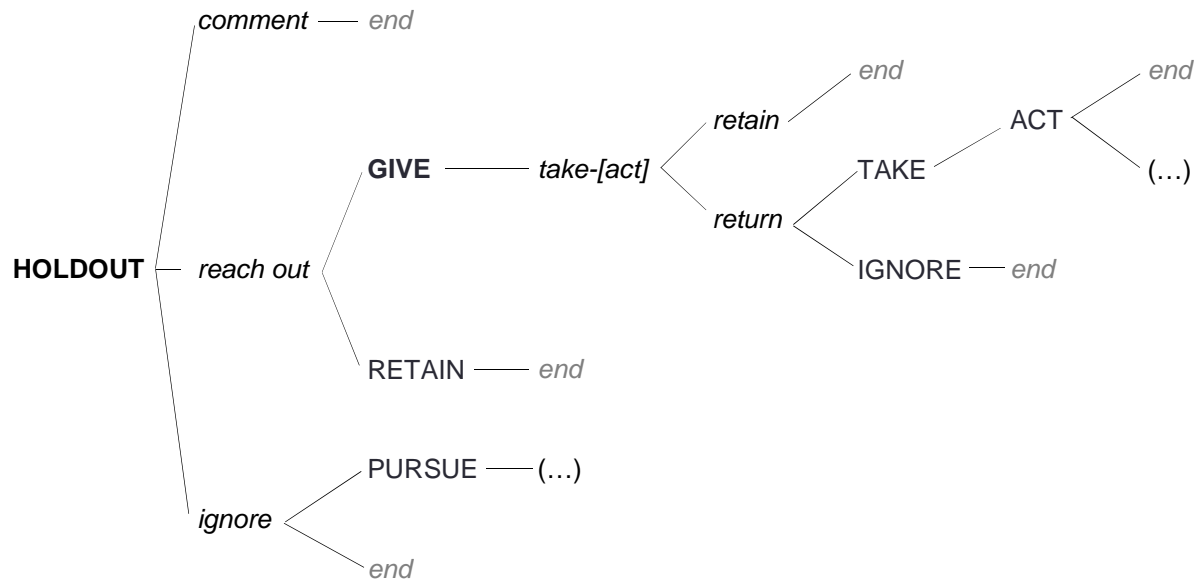 comment end
end end
retain ACT
GIVE take-[act] TAKE (…)
return
HOLDOUT reach out IGNORE end
RETAIN end
PURSUE (…)
ignore
end